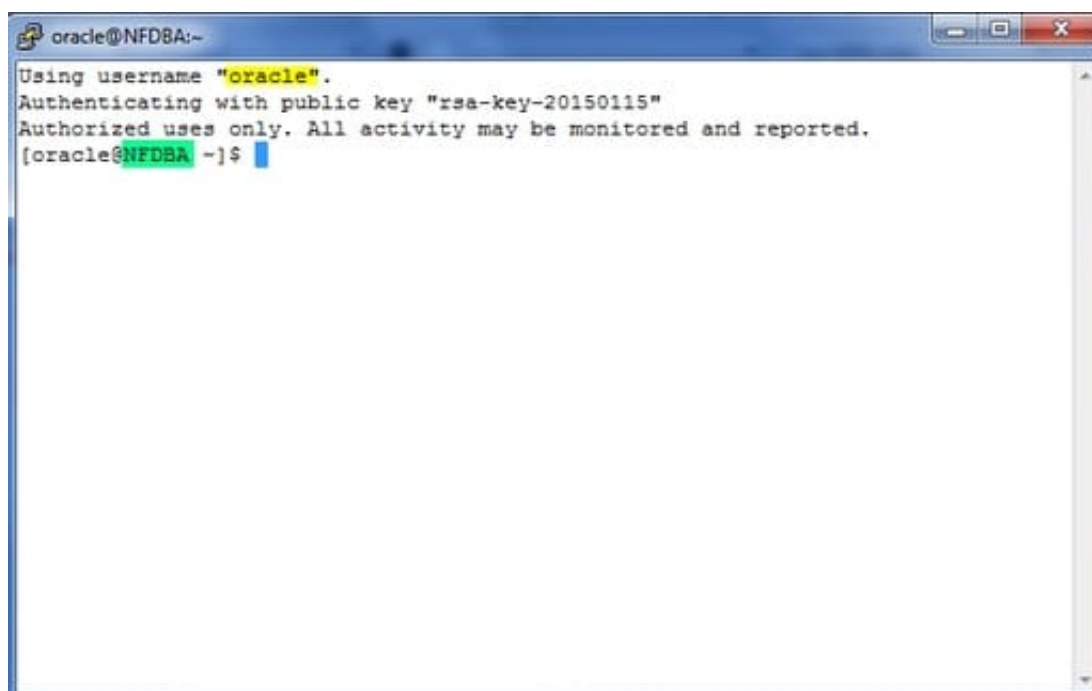 oracle@NFDBA:~
Using username "oracle".
Authenticating with public key "rsa-key-20150115"
Authorized uses only. All activity may be monitored and reported.
[oracle@NFDBA ~]$